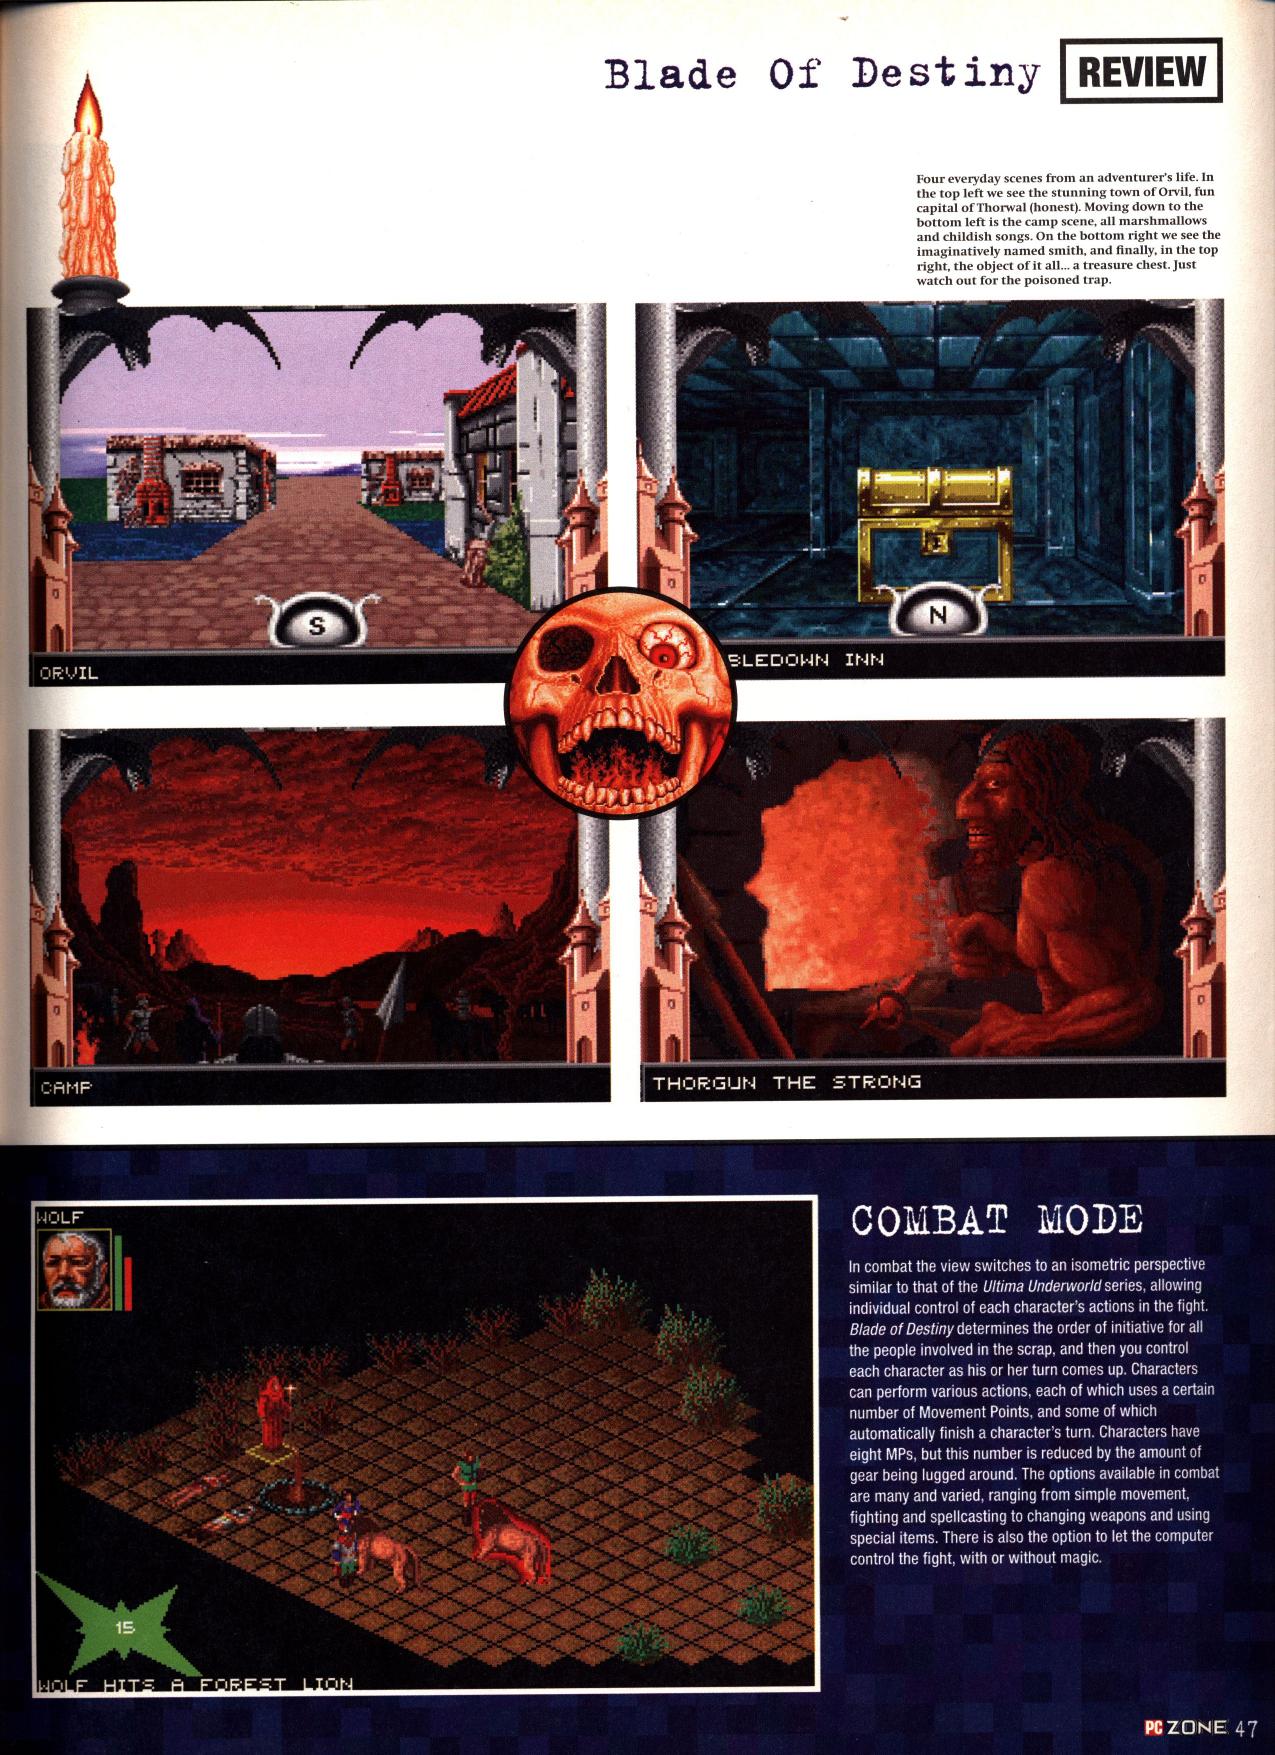 Blade Of Destiny REVIEW
Four everyday scenes from an adventurer's life. In
the top left we see the stunning town of Orvil, fun
capital of Thorwal (honest). Moving down to the
bottom left is the camp scene, all marshmallows
and childish songs. On the bottom right we see the
imaginatively named smith, and finally, in the top
right, the object of it all... a treasure chest. Just
watch out for the poisoned trap.
S
ORVIL
N
BLEDOWN INN
CAMP
THORGUN THE STRONG
WOLF
15
WOLF HITS A FOREST LION
COMBAT MODE
In combat the view switches to an isometric perspective
similar to that of the Ultima Underworld series, allowing
individual control of each character's actions in the fight.
Blade of Destiny determines the order of initiative for all
the people involved in the scrap, and then you control
each character as his or her turn comes up. Characters
can perform various actions, each of which uses a certain
number of Movement Points, and some of which
automatically finish a character's turn. Characters have
eight MPs, but this number is reduced by the amount of
gear being lugged around. The options available in combat
are many and varied, ranging from simple movement,
fighting and spellcasting to changing weapons and using
special items. There is also the option to let the computer
control the fight, with or without magic.
PC ZONE 47